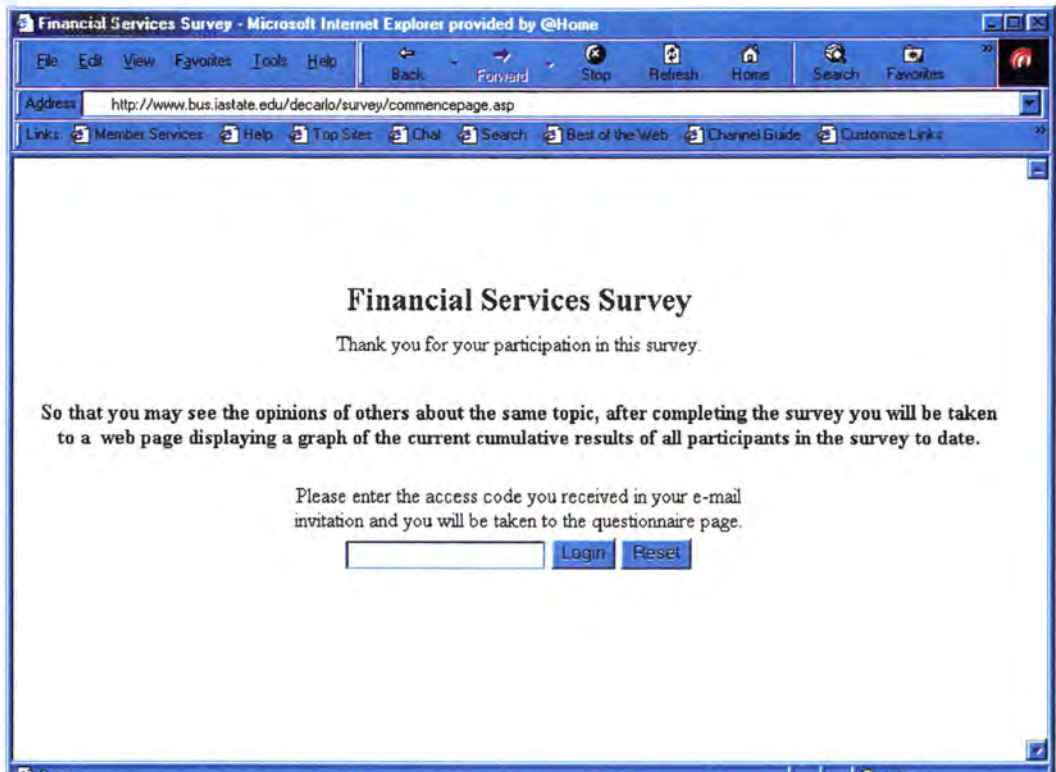 Financial Services Survey - Microsoft Internet Explorer provided by @Home
File Edit View Favorites Tools Help Back Forward Stop Refresh Home Search Favorites »
Address http://www.bus.iastate.edu/decarlo/survey/commencepage.asp
Links Member Services Help Top Sites Chat Search Best of the Web Channel Guide Customize Links »
Financial Services Survey
Thank you for your participation in this survey.
So that you may see the opinions of others about the same topic, after completing the survey you will be taken
to a web page displaying a graph of the current cumulative results of all participants in the survey to date.
Please enter the access code you received in your e-mail
invitation and you will be taken to the questionnaire page.
Login Reset